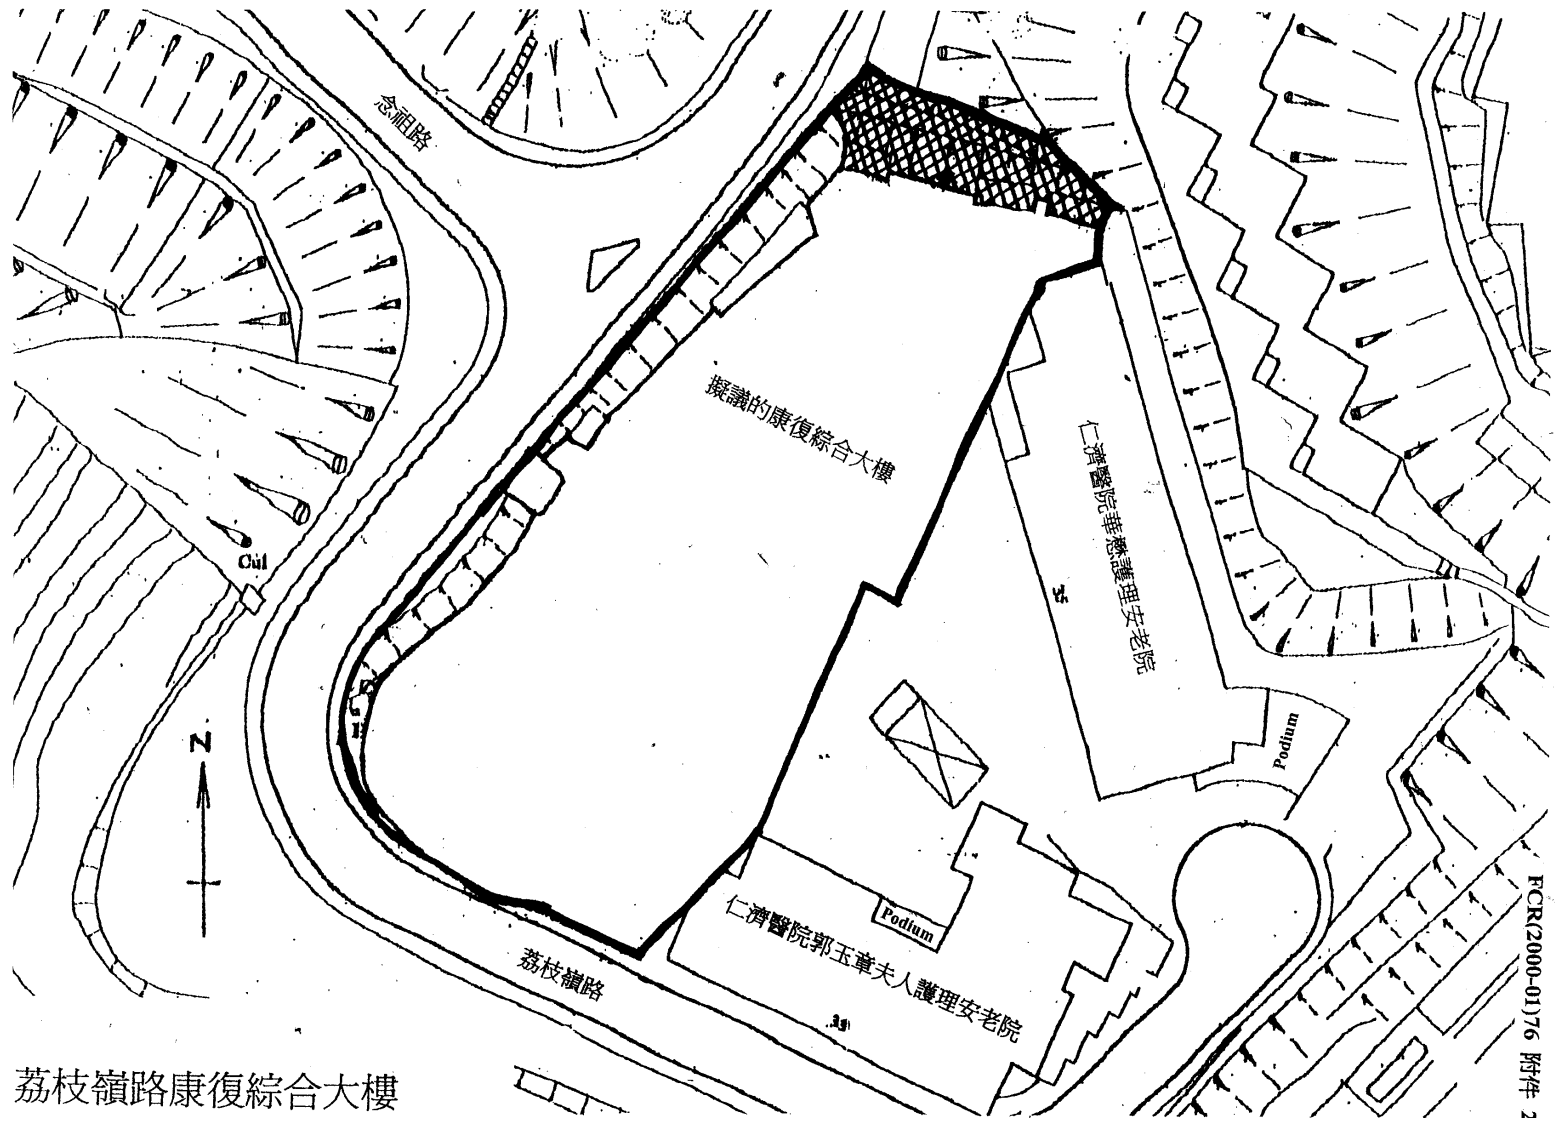 念祖路
擬議的康復綜合大樓
仁濟醫院華懋護理安老院
Cul
N
Podium
Podium
仁濟醫院郭玉章夫人護理安老院
荔枝嶺路
FCR(2000-01)76 附件 2
荔枝嶺路康復綜合大樓